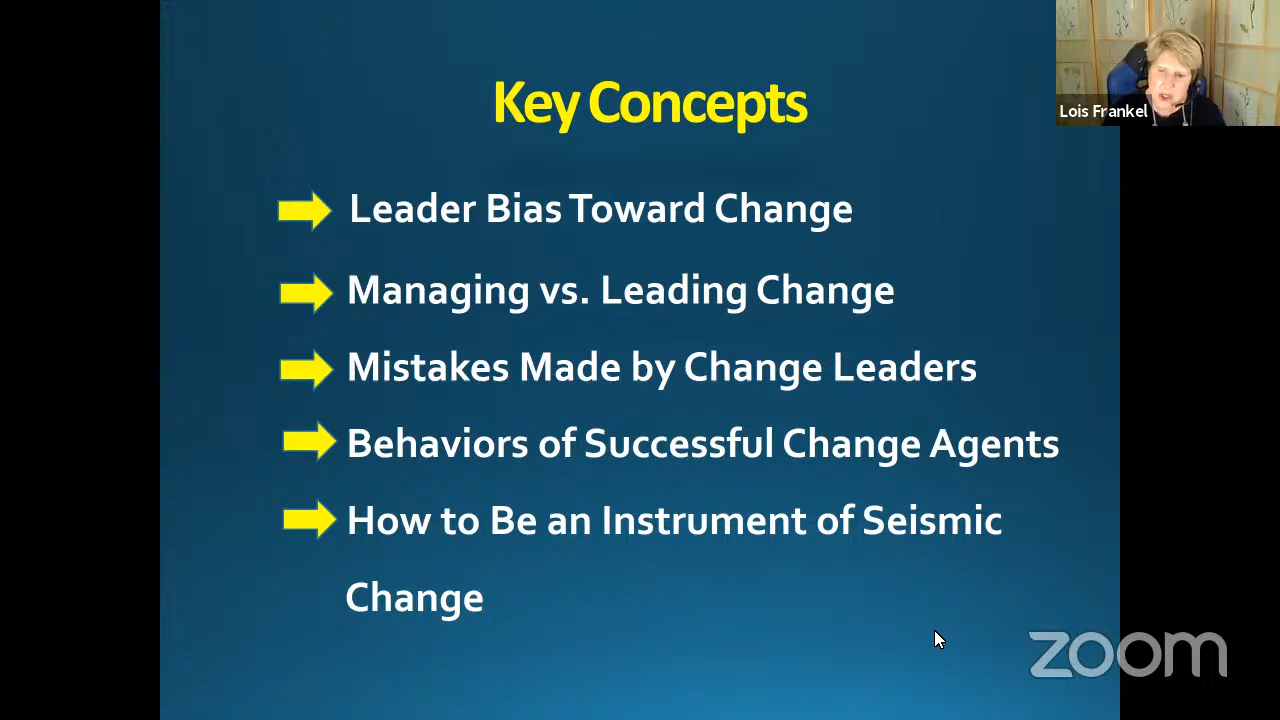 Key Concepts
Lois Frankel
Leader Bias Toward Change
Managing vs. Leading Change
Mistakes Made by Change Leaders
Behaviors of Successful Change Agents
How to Be an Instrument of Seismic
Change
zoom